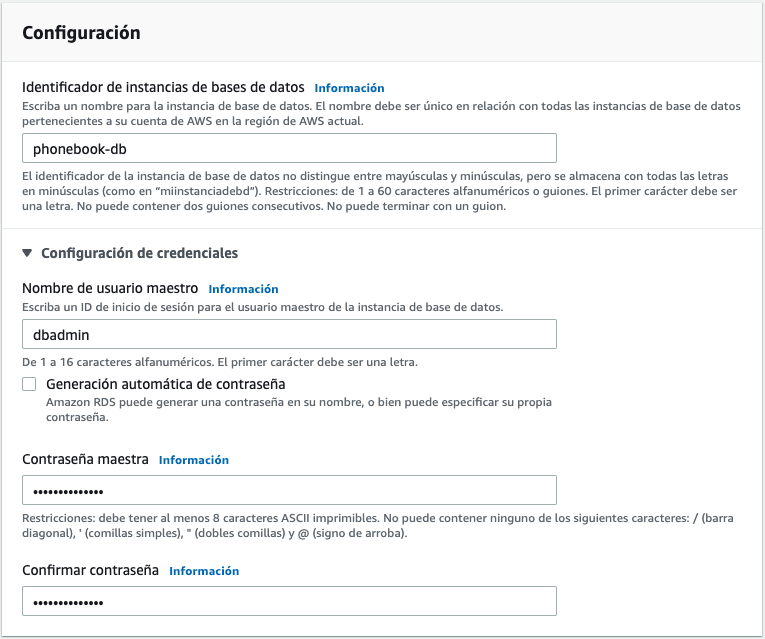 Configuración
Identificador de instancias de bases de datos Información
Escriba un nombre para la instancia de base de datos. El nombre debe ser único en relación con todas las instancias de base de datos
pertenecientes a su cuenta de AWS en la región de AWS actual.
phonebook-db
El identificador de la instancia de base de datos no distingue entre mayúsculas y minúsculas, pero se almacena con todas las letras
en minúsculas (como en “miinstanciadebd”). Restricciones: de 1 a 60 caracteres alfanuméricos o guiones. El primer carácter debe ser
una letra. No puede contener dos guiones consecutivos. No puede terminar con un guion.
▼ Configuración de credenciales
Nombre de usuario maestro Información
Escriba un ID de inicio de sesión para el usuario maestro de la instancia de base de datos.
dbadmin
De 1 a 16 caracteres alfanuméricos. El primer carácter debe ser una letra.
Generación automática de contraseña
Amazon RDS puede generar una contraseña en su nombre, o bien puede especificar su propia
contraseña.
Contraseña maestra Información
••••••••••••••
Restricciones: debe tener al menos 8 caracteres ASCII imprimibles. No puede contener ninguno de los siguientes caracteres: / (barra
diagonal), ' (comillas simples), " (dobles comillas) y @ (signo de arroba).
Confirmar contraseña Información
••••••••••••••